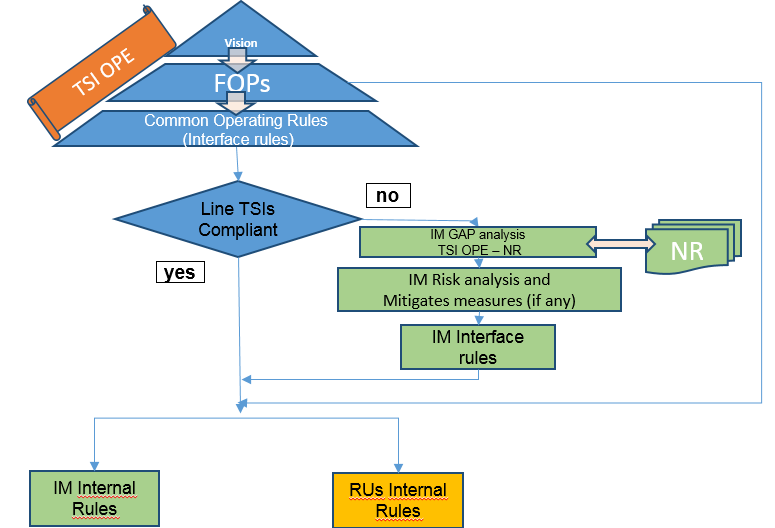 Vision
TSI OPE
FOPs
Common Operating Rules
(Interface rules)
no
Line TSIs
Compliant
IM GAP analysis
TSI OPE – NR
NR
yes
IM Risk analysis and
Mitigates measures (if any)
IM Interface
rules
IM Internal
Rules
RUs Internal
Rules